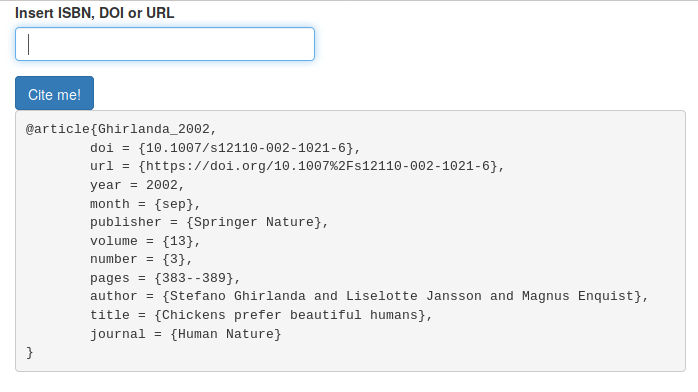 Insert ISBN, DOI or URL
Cite me!
@article{Ghirlanda_2002,
        doi = {10.1007/s12110-002-1021-6},
        url = {https://doi.org/10.1007%2Fs12110-002-1021-6},
        year = 2002,
        month = {sep},
        publisher = {Springer Nature},
        volume = {13},
        number = {3},
        pages = {383--389},
        author = {Stefano Ghirlanda and Liselotte Jansson and Magnus Enquist},
        title = {Chickens prefer beautiful humans},
        journal = {Human Nature}
}